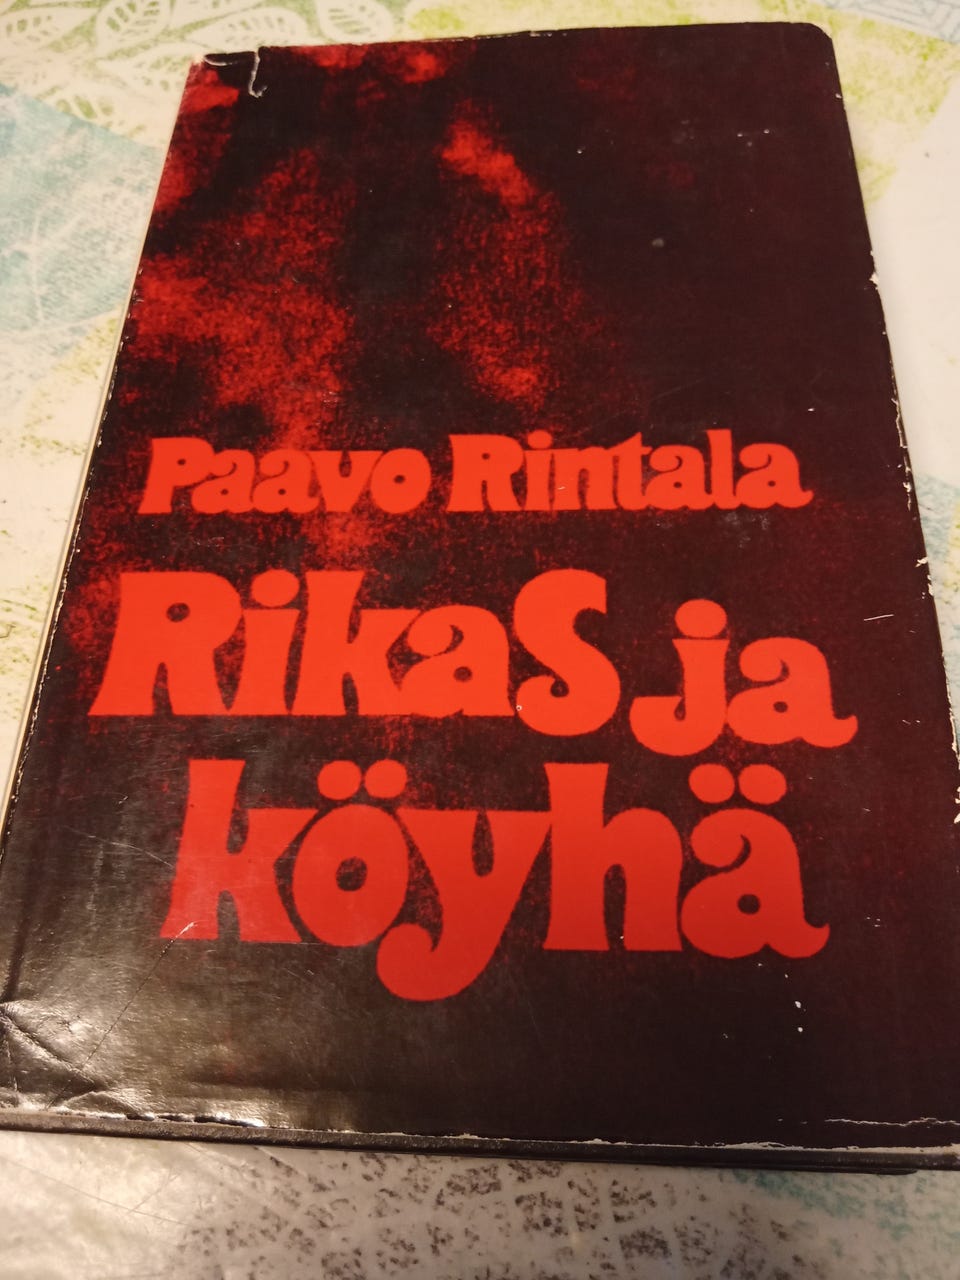 Paavo Rintala
Rikas ja
köyhä